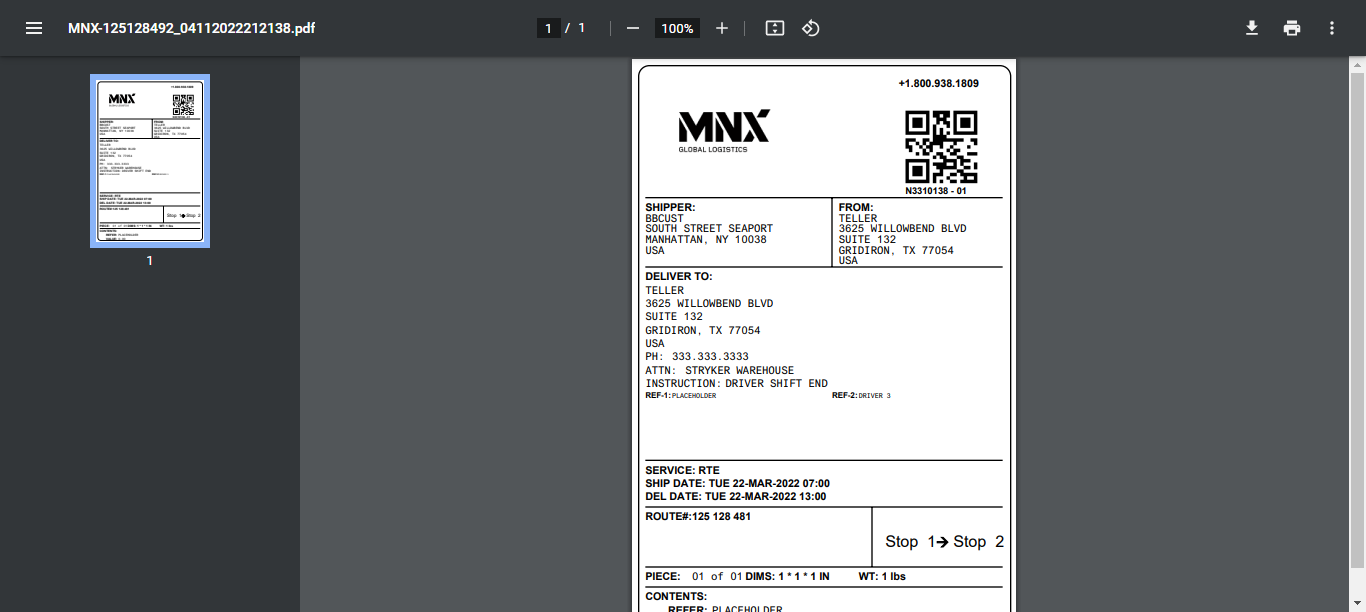 MNX-125128492_04112022212138.pdf
1 / 1
100%
1
+1.800.938.1809
MNX
GLOBAL LOGISTICS
N3310138 - 01
SHIPPER:
BBCUST
SOUTH STREET SEAPORT
MANHATTAN, NY 10038
USA
FROM:
TELLER
3625 WILLOWBEND BLVD
SUITE 132
GRIDIRON, TX 77054
USA
DELIVER TO:
TELLER
3625 WILLOWBEND BLVD
SUITE 132
GRIDIRON, TX 77054
USA
PH: 333.333.3333
ATTN: STRYKER WAREHOUSE
INSTRUCTION: DRIVER SHIFT END
REF-1: PLACEHOLDER REF-2: DRIVER 3
SERVICE: RTE
SHIP DATE: TUE 22-MAR-2022 07:00
DEL DATE: TUE 22-MAR-2022 13:00
ROUTE#:125 128 481
Stop 1➔ Stop 2
PIECE: 01 of 01 DIMS: 1 * 1 * 1 IN WT: 1 lbs
CONTENTS:
REFER: PLACEHOLDER